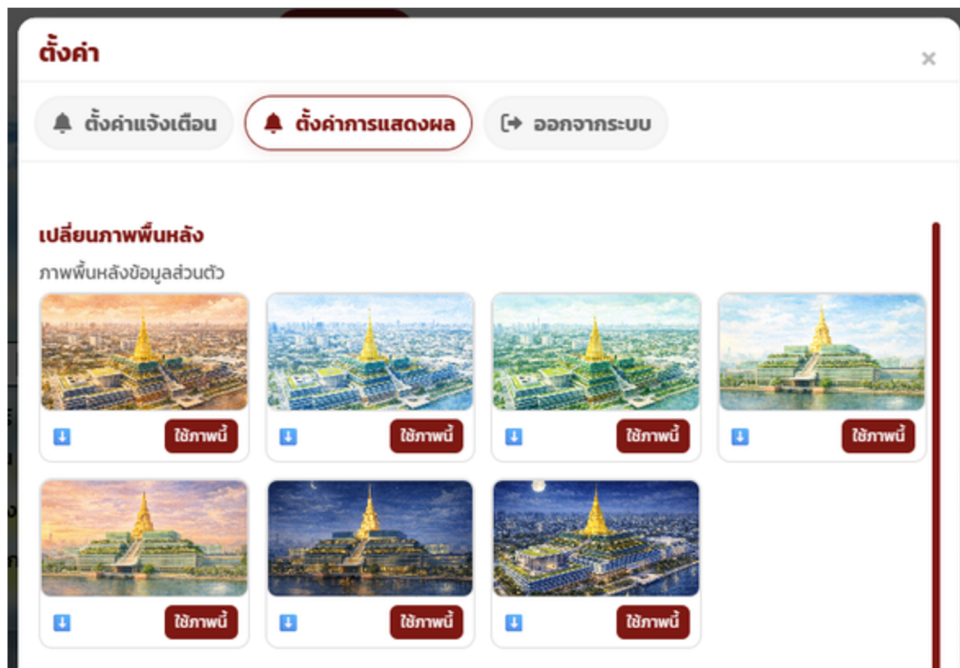 ตั้งค่า
ตั้งค่าแจ้งเตือน ตั้งค่าการแสดงผล ออกจากระบบ
เปลี่ยนภาพพื้นหลัง
ภาพพื้นหลังข้อมูลส่วนตัว
ใช้ภาพนี้ ใช้ภาพนี้ ใช้ภาพนี้ ใช้ภาพนี้
ใช้ภาพนี้ ใช้ภาพนี้ ใช้ภาพนี้